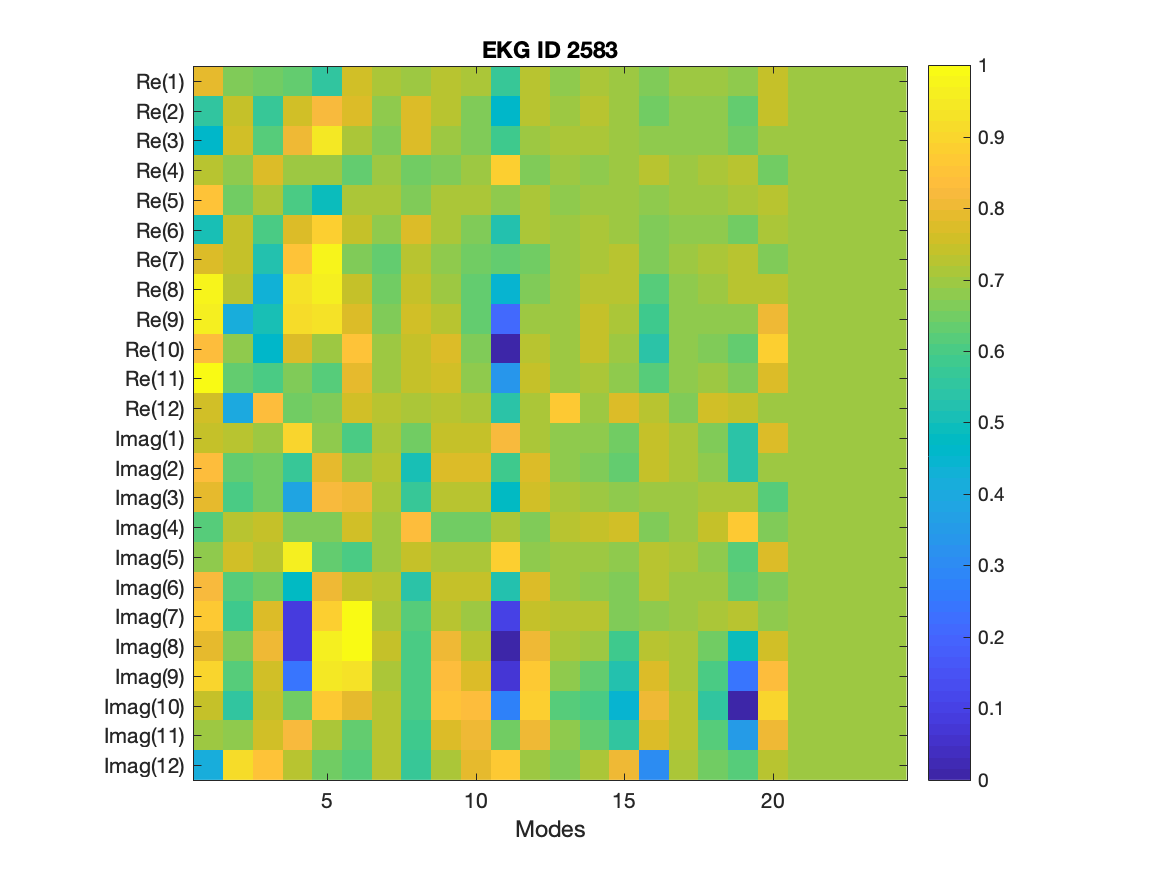 EKG ID 2583
Re(1)
Re(2)
Re(3)
Re(4)
Re(5)
Re(6)
Re(7)
Re(8)
Re(9)
Re(10)
Re(11)
Re(12)
Imag(1)
Imag(2)
Imag(3)
Imag(4)
Imag(5)
Imag(6)
Imag(7)
Imag(8)
Imag(9)
Imag(10)
Imag(11)
Imag(12)
5 10 15 20
Modes
1
0.9
0.8
0.7
0.6
0.5
0.4
0.3
0.2
0.1
0